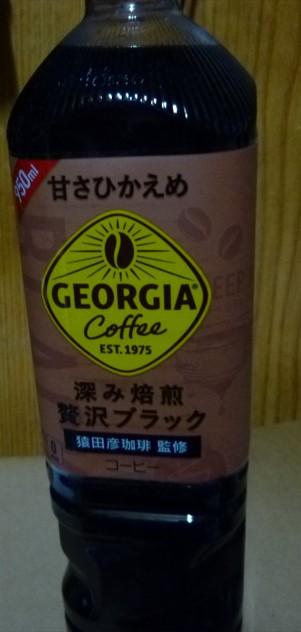 950ml
甘さひかえめ
GEORGIA®
Coffee
EST. 1975
深み焙煎
贅沢ブラック
猿田彦珈琲 監修
コーヒー